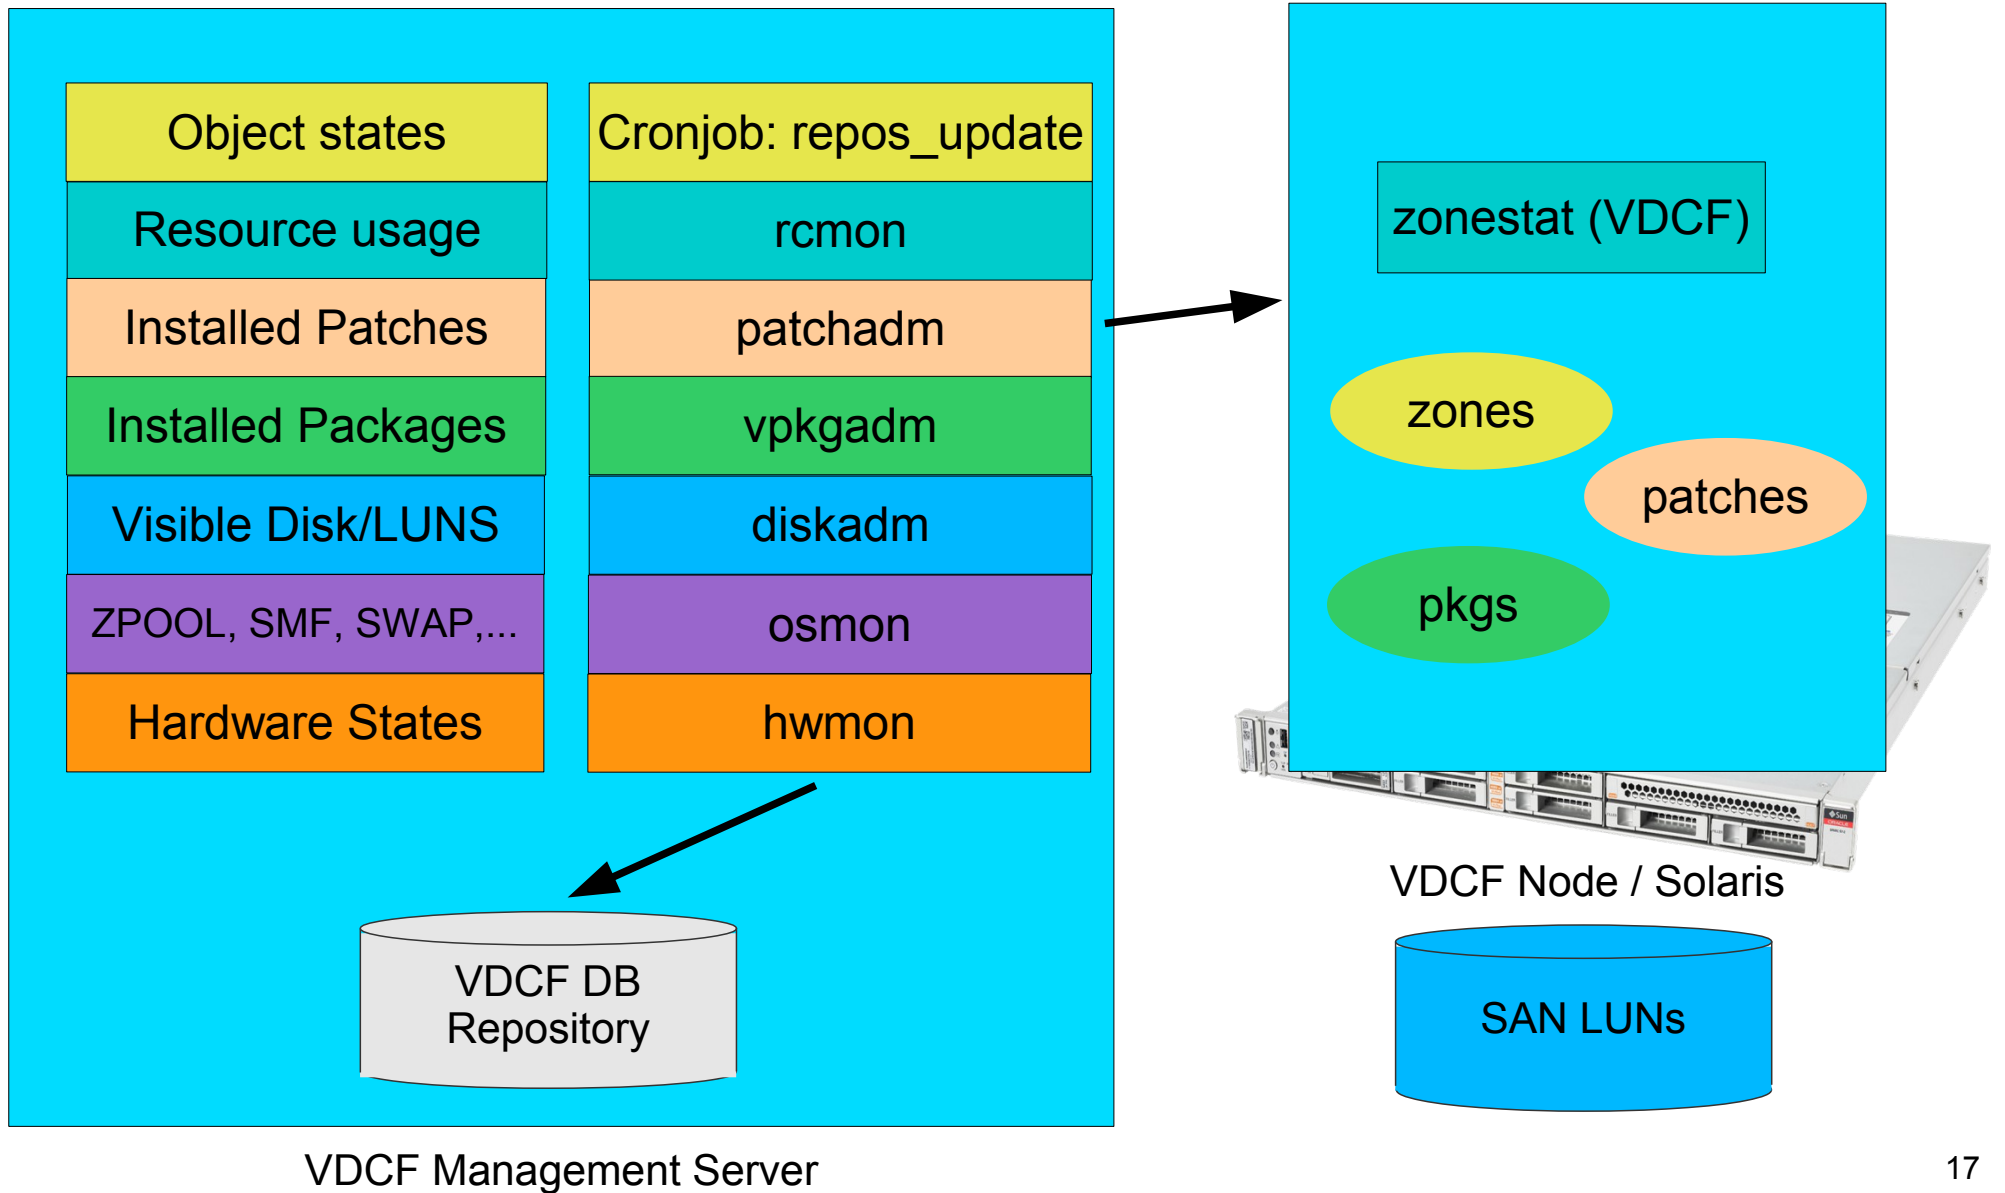 Object states
Cronjob: repos_update
Resource usage
rcmon
Installed Patches
patchadm
Installed Packages
vpkgadm
Visible Disk/LUNS
diskadm
ZPOOL, SMF, SWAP,...
osmon
Hardware States
hwmon
VDCF DB
Repository
VDCF Management Server
zonestat (VDCF)
zones
patches
pkgs
Sun
ORACLE
VDCF Node / Solaris
SAN LUNs
17